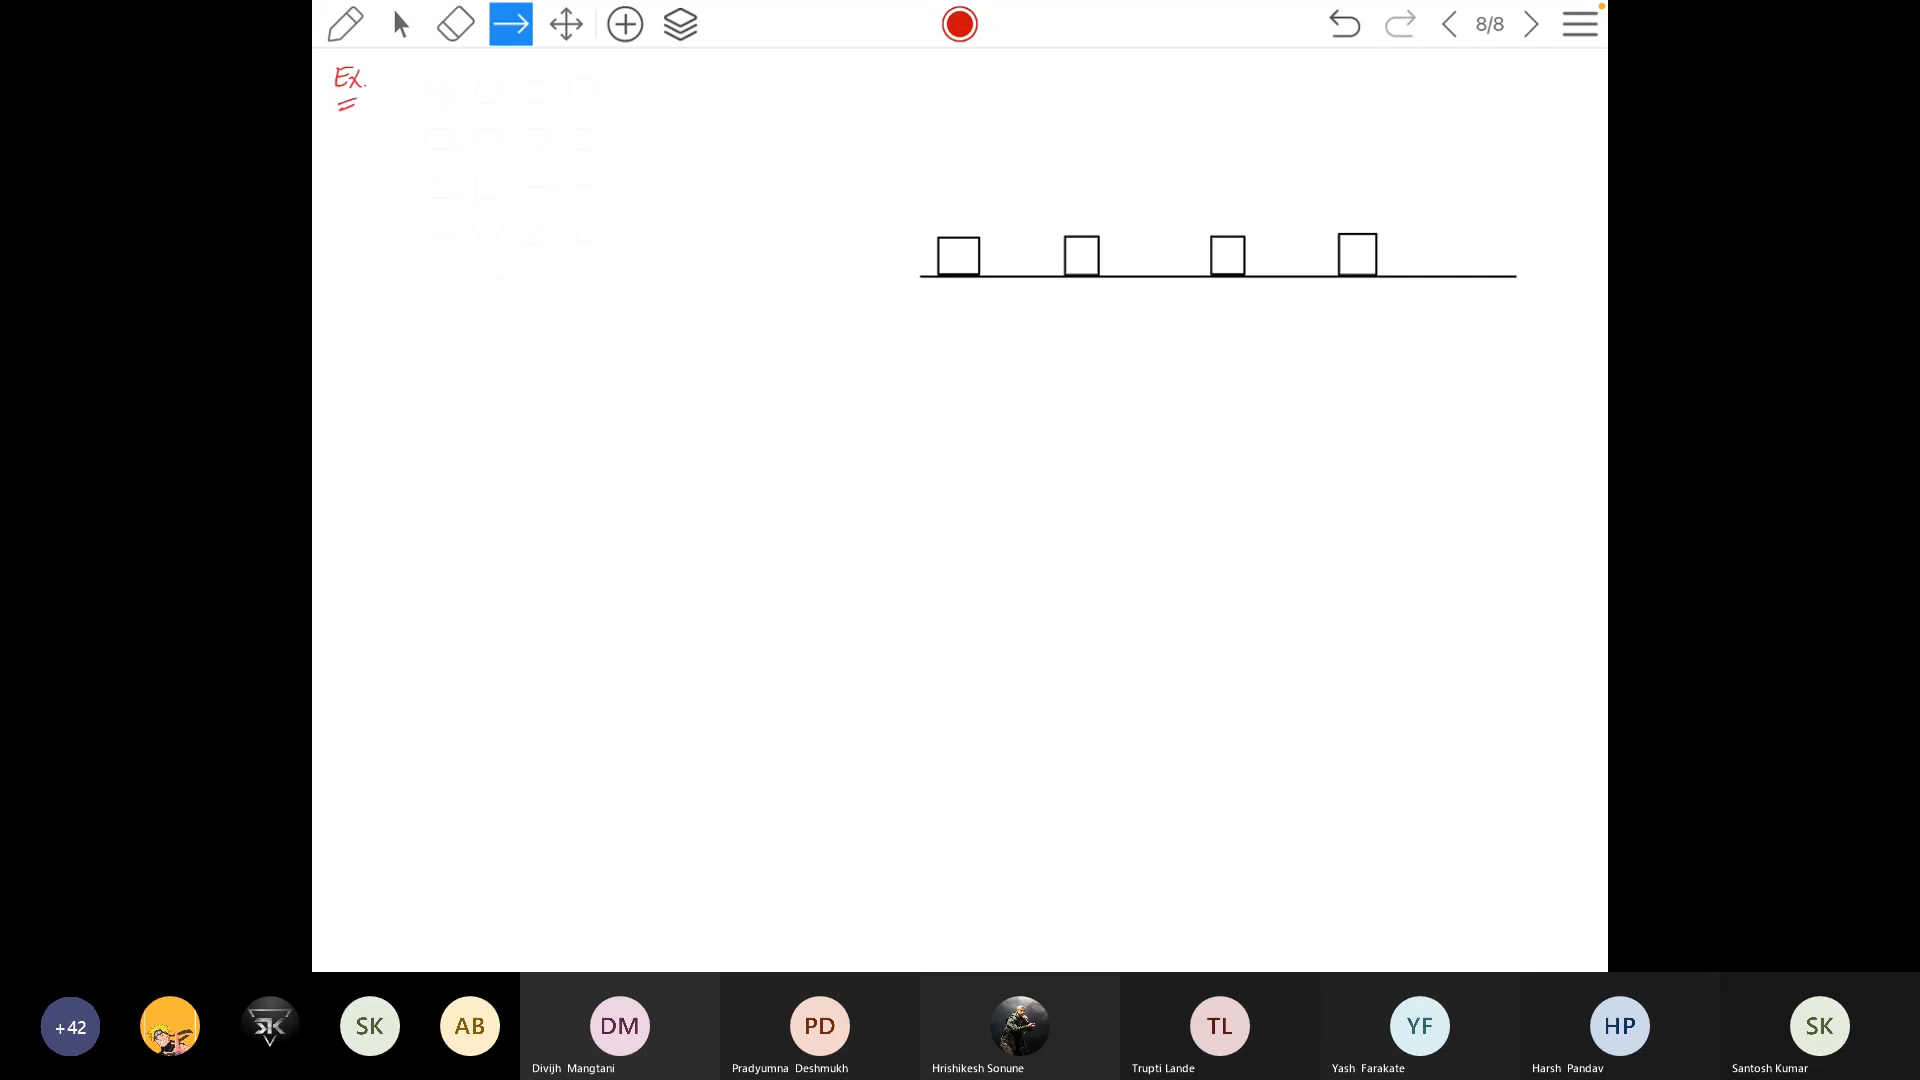 8/8
Ex.
+42
SK
SK
AB
DM
PD
TL
YF
HP
SK
Divijh Mangtani
Pradyumna Deshmukh
Hrishikesh Sonune
Trupti Lande
Yash Farakate
Harsh Pandav
Santosh Kumar